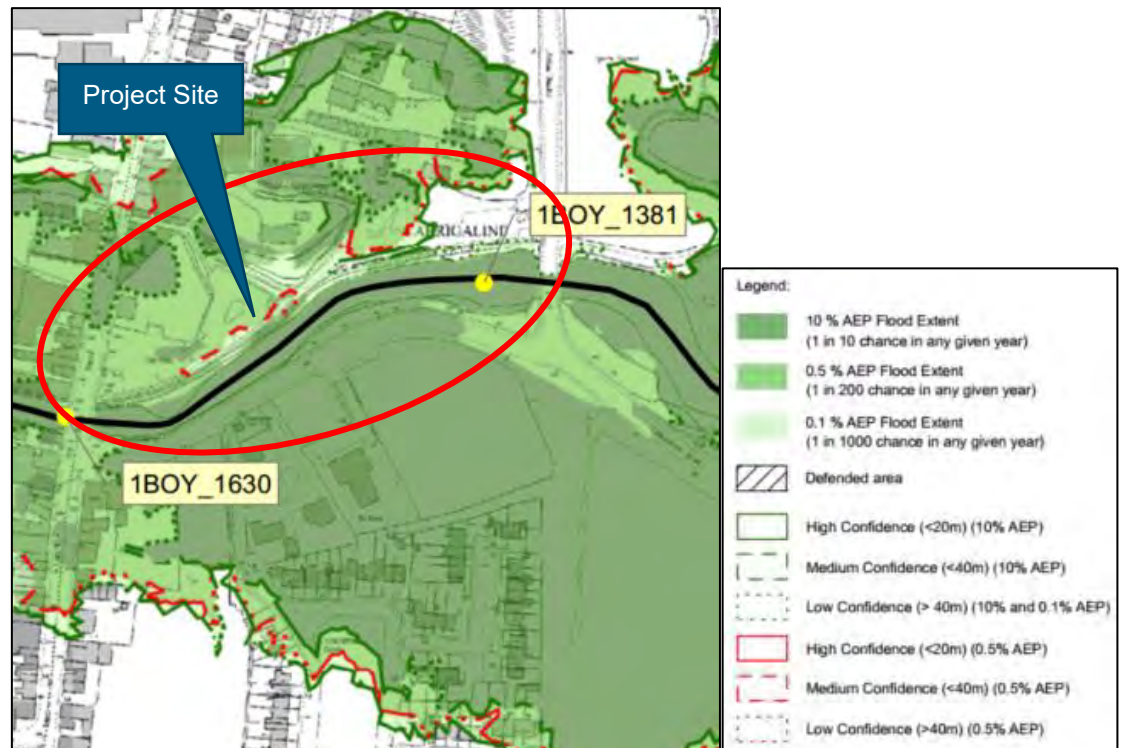 Project Site
1BOY_1381
1BOY_1630
Legend:
10 % AEP Flood Extent
(1 in 10 chance in any given year)
0.5 % AEP Flood Extent
(1 in 200 chance in any given year)
0.1 % AEP Flood Extent
(1 in 1000 chance in any given year)
Defended area
High Confidence (<20m) (10% AEP)
Medium Confidence (<40m) (10% AEP)
Low Confidence (> 40m) (10% and 0.1% AEP)
High Confidence (<20m) (0.5% AEP)
Medium Confidence (<40m) (0.5% AEP)
Low Confidence (>40m) (0.5% AEP)